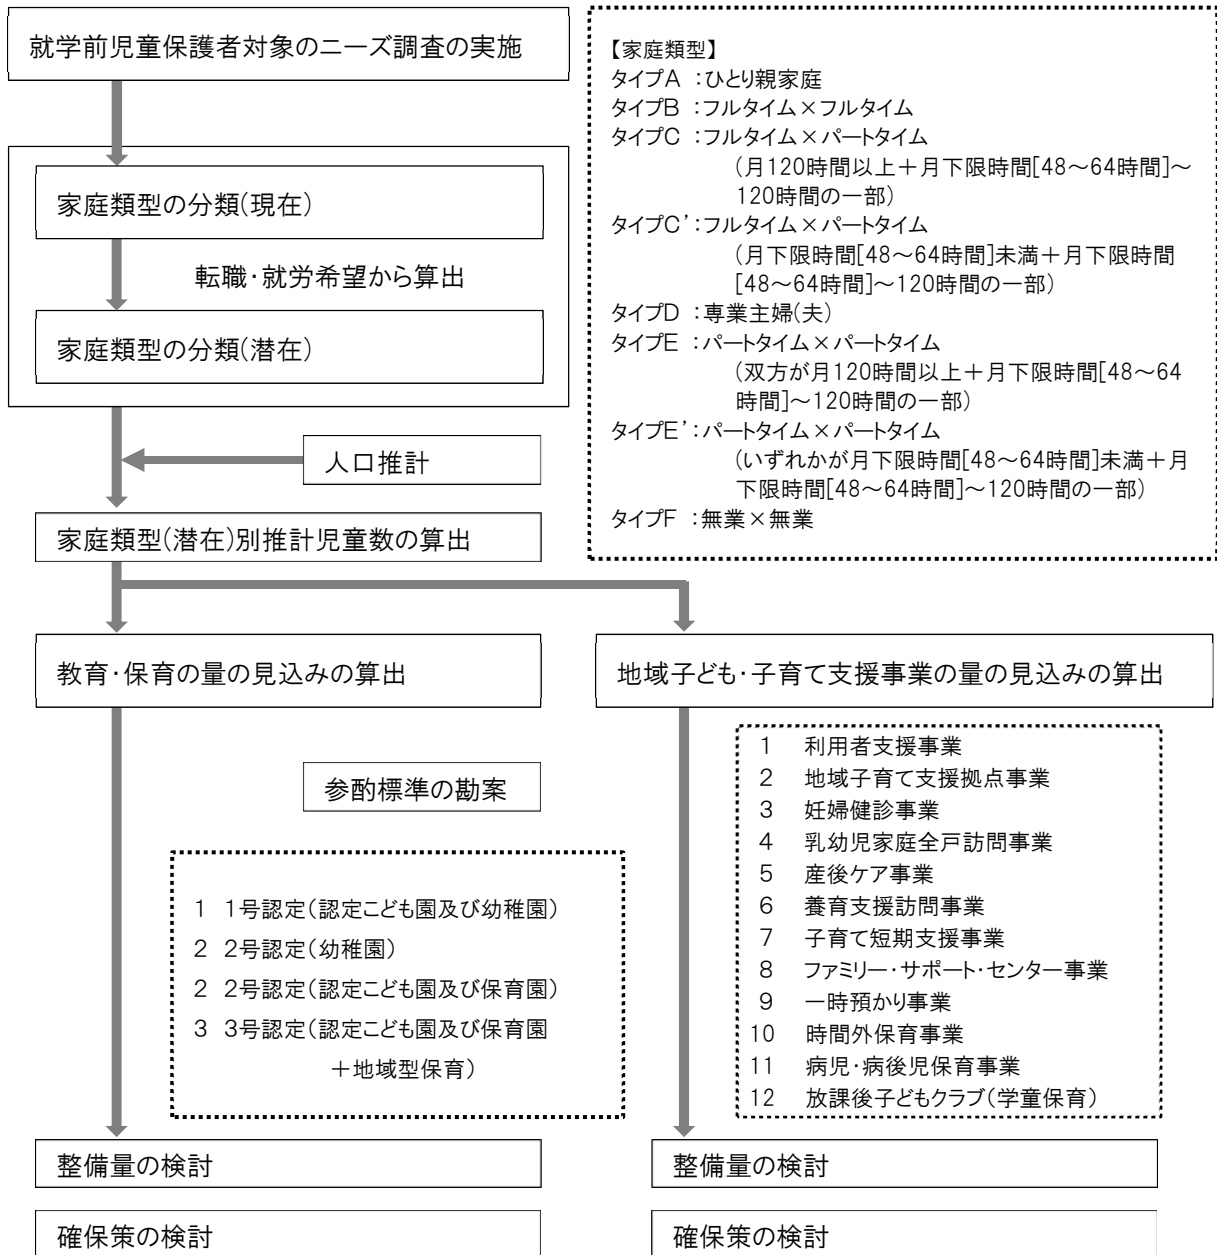 就学前児童保護者対象のニーズ調査の実施
家庭類型の分類(現在)
転職・就労希望から算出
家庭類型の分類(潜在)
人口推計
家庭類型(潜在)別推計児童数の算出
【家庭類型】
タイプA :ひとり親家庭
タイプB :フルタイム×フルタイム
タイプC :フルタイム×パートタイム
(月120時間以上+月下限時間[48~64時間]~
120時間の一部)
タイプC':フルタイム×パートタイム
(月下限時間[48~64時間]未満+月下限時間
[48~64時間]~120時間の一部)
タイプD :専業主婦(夫)
タイプE :パートタイム×パートタイム
(双方が月120時間以上+月下限時間[48~64
時間]~120時間の一部)
タイプE':パートタイム×パートタイム
(いずれかが月下限時間[48~64時間]未満+月
下限時間[48~64時間]~120時間の一部)
タイプF :無業×無業
教育・保育の量の見込みの算出
参酌標準の勘案
1 1号認定(認定こども園及び幼稚園)
2 2号認定(幼稚園)
2 2号認定(認定こども園及び保育園)
3 3号認定(認定こども園及び保育園
+地域型保育)
整備量の検討
確保策の検討
地域子ども・子育て支援事業の量の見込みの算出
1 利用者支援事業
2 地域子育て支援拠点事業
3 妊婦健診事業
4 乳幼児家庭全戸訪問事業
5 産後ケア事業
6 養育支援訪問事業
7 子育て短期支援事業
8 ファミリー・サポート・センター事業
9 一時預かり事業
10 時間外保育事業
11 病児・病後児保育事業
12 放課後子どもクラブ(学童保育)
整備量の検討
確保策の検討